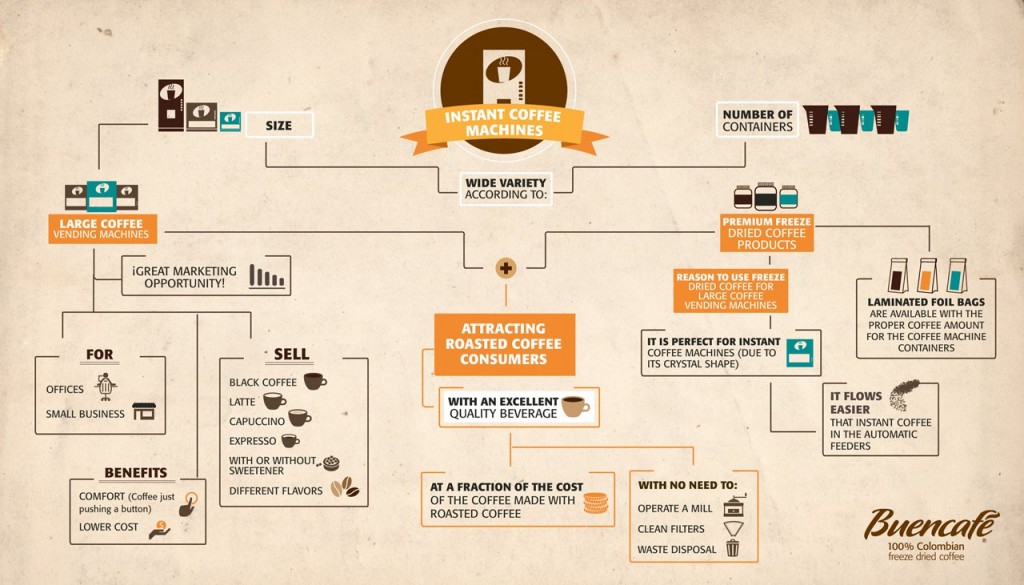 INSTANT COFFEE
MACHINES
SIZE
NUMBER OF
CONTAINERS
WIDE VARIETY
ACCORDING TO:
LARGE COFFEE
VENDING MACHINES
¡GREAT MARKETING
OPPORTUNITY!
FOR
OFFICES
SMALL BUSINESS
SELL
BLACK COFFEE
LATTE
CAPUCCINO
EXPRESSO
WITH OR WITHOUT
SWEETENER
DIFFERENT FLAVORS
BENEFITS
COMFORT (Coffee just
pushing a button)
LOWER COST
ATTRACTING
ROASTED COFFEE
CONSUMERS
WITH AN EXCELLENT
QUALITY BEVERAGE
AT A FRACTION OF THE COST
OF THE COFFEE MADE WITH
ROASTED COFFEE
WITH NO NEED TO:
OPERATE A MILL
CLEAN FILTERS
WASTE DISPOSAL
PREMIUM FREEZE
DRIED COFFEE
PRODUCTS
REASON TO USE FREEZE
DRIED COFFEE FOR
LARGE COFFEE
VENDING MACHINES
IT IS PERFECT FOR INSTANT
COFFEE MACHINES (DUE TO
ITS CRYSTAL SHAPE)
IT FLOWS
EASIER
THAT INSTANT COFFEE
IN THE AUTOMATIC
FEEDERS
LAMINATED FOIL BAGS
ARE AVAILABLE WITH THE
PROPER COFFEE AMOUNT
FOR THE COFFEE MACHINE
CONTAINERS
Buencafé
100% Colombian
freeze dried coffee